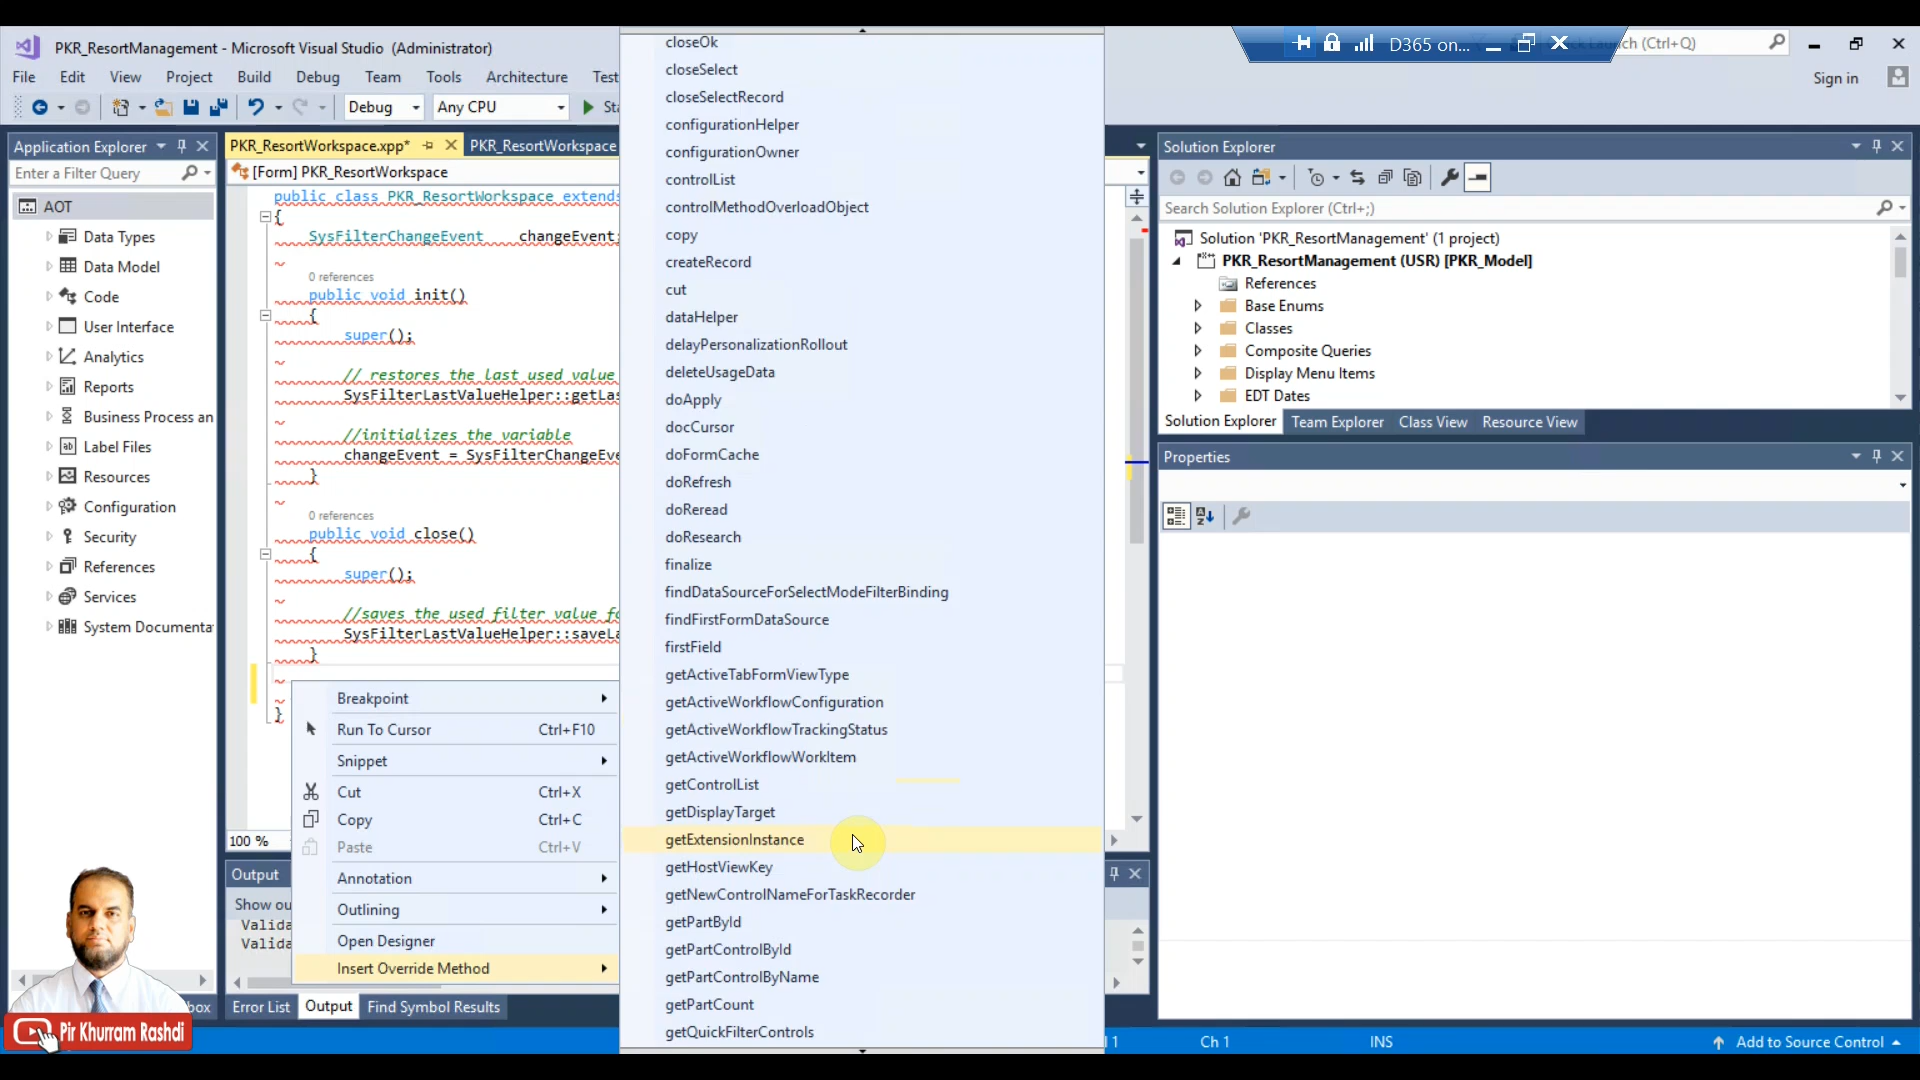 PKR_ResortManagement - Microsoft Visual Studio (Administrator)
D365 on...
ck Launch (Ctrl+Q)
File Edit View Project Build Debug Team Tools Architecture Test
Sign in
Debug Any CPU
Application Explorer
Enter a Filter Query
AOT
Data Types
Data Model
Code
User Interface
Analytics
Reports
Business Process an
Label Files
Resources
Configuration
Security
References
Services
System Documenta
PKR_ResortWorkspace.xpp*
PKR_ResortWorkspace
[Form] PKR_ResortWorkspace
public class PKR_ResortWorkspace extends
{
SysFilterChangeEvent changeEvent;
0 references
public void init()
{
super();
// restores the last used value
SysFilterLastValueHelper::getLas
//initializes the variable
changeEvent = SysFilterChangeEve
}
0 references
public void close()
{
super();
//saves the used filter value fo
SysFilterLastValueHelper::saveLa
}
}
100 %
Output
Show ou
Valida
Valida
Error List
Output
Find Symbol Results
Breakpoint
Run To Cursor Ctrl+F10
Snippet
Cut Ctrl+X
Copy Ctrl+C
Paste Ctrl+V
Annotation
Outlining
Open Designer
Insert Override Method
closeOk
closeSelect
closeSelectRecord
configurationHelper
configurationOwner
controlList
controlMethodOverloadObject
copy
createRecord
cut
dataHelper
delayPersonalizationRollout
deleteUsageData
doApply
docCursor
doFormCache
doRefresh
doReread
doResearch
finalize
findDataSourceForSelectModeFilterBinding
findFirstFormDataSource
firstField
getActiveTabFormViewType
getActiveWorkflowConfiguration
getActiveWorkflowTrackingStatus
getActiveWorkflowWorkItem
getControlList
getDisplayTarget
getExtensionInstance
getHostViewKey
getNewControlNameForTaskRecorder
getPartById
getPartControlById
getPartControlByName
getPartCount
getQuickFilterControls
Solution Explorer
Search Solution Explorer (Ctrl+;)
Solution 'PKR_ResortManagement' (1 project)
PKR_ResortManagement (USR) [PKR_Model]
References
Base Enums
Classes
Composite Queries
Display Menu Items
EDT Dates
Solution Explorer Team Explorer Class View Resource View
Properties
Pir Khurram Rashdi
box
Ch 1
INS
Add to Source Control